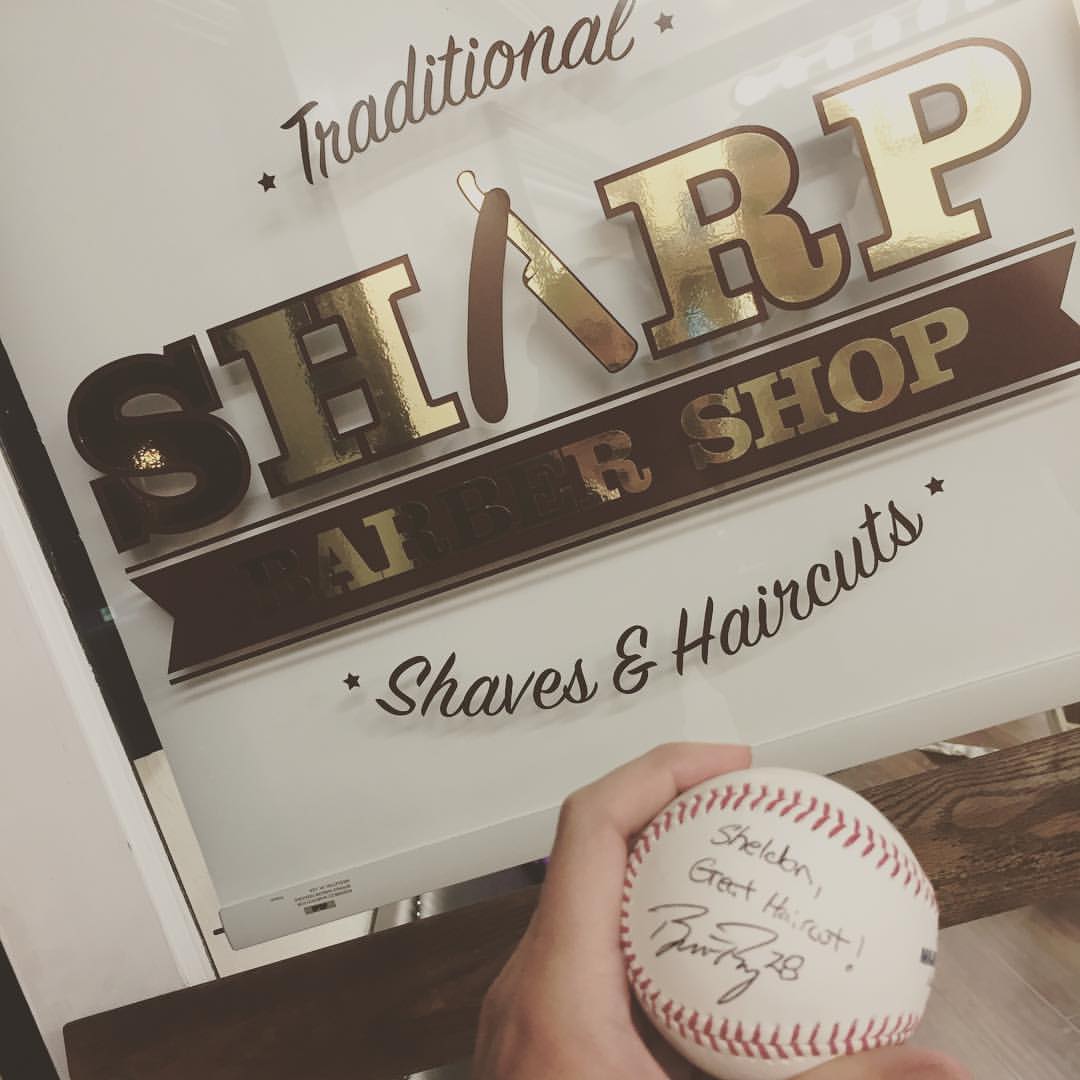 Traditional
SHARP
BARBER SHOP
Shaves & Haircuts
Sheldon,
Great Haircut!
28